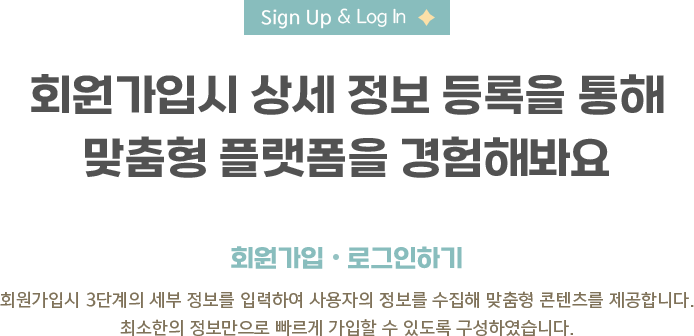 Sign Up & Log In
회원가입시 상세 정보 등록을 통해
맞춤형 플랫폼을 경험해봐요
회원가입 · 로그인하기
회원가입시 3단계의 세부 정보를 입력하여 사용자의 정보를 수집해 맞춤형 콘텐츠를 제공합니다.
최소한의 정보만으로 빠르게 가입할 수 있도록 구성하였습니다.